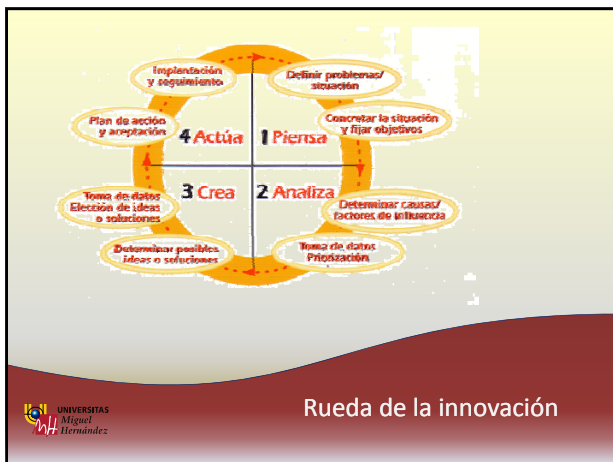 Implantación
y seguimiento
Definir problemas/
situación
Plan de acción
y aceptación
Concretar la situación
y fijar objetivos
4 Actúa
1 Piensa
3 Crea
2 Analiza
Toma de datos
Elección de ideas
o soluciones
Determinar causas/
factores de influencia
Determinar posibles
ideas o soluciones
Toma de datos
Priorización
Rueda de la innovación
UNIVERSITAS
Miguel
Hernández